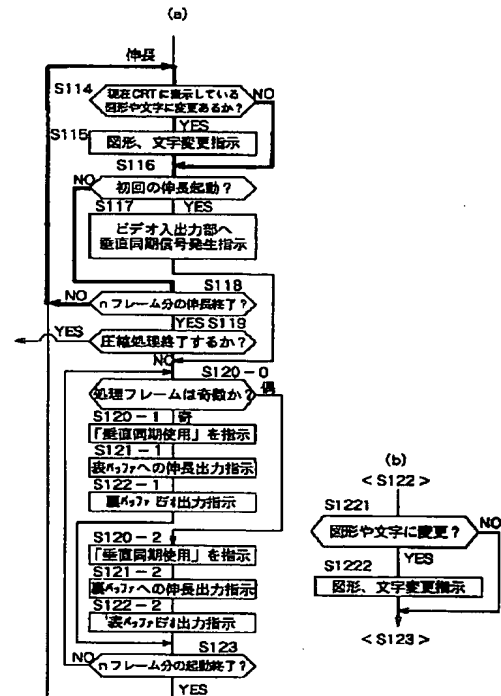 (a)
伸長
S114
現在CRTに表示している
図形や文字に変更あるか?
NO
YES
S115
図形、文字変更指示
S116
NO
初回の伸長起動?
S117
YES
ビデオ入出力部へ
垂直同期信号発生指示
S118
NO
nフレーム分の伸長終了?
YES
YES S119
圧縮処理終了するか?
NO
S120-0
処理フレームは奇数か?
偶
S120-1 奇
「垂直同期使用」を指示
S121-1
表バッファへの伸長出力指示
S122-1
裏バッファビデオ出力指示
S120-2
「垂直同期使用」を指示
S121-2
裏バッファへの伸長出力指示
S122-2
表バッファビデオ出力指示
S123
NO
nフレーム分の起動終了?
YES
(b)
<S122>
S1221
図形や文字に変更?
NO
YES
S1222
図形、文字変更指示
<S123>